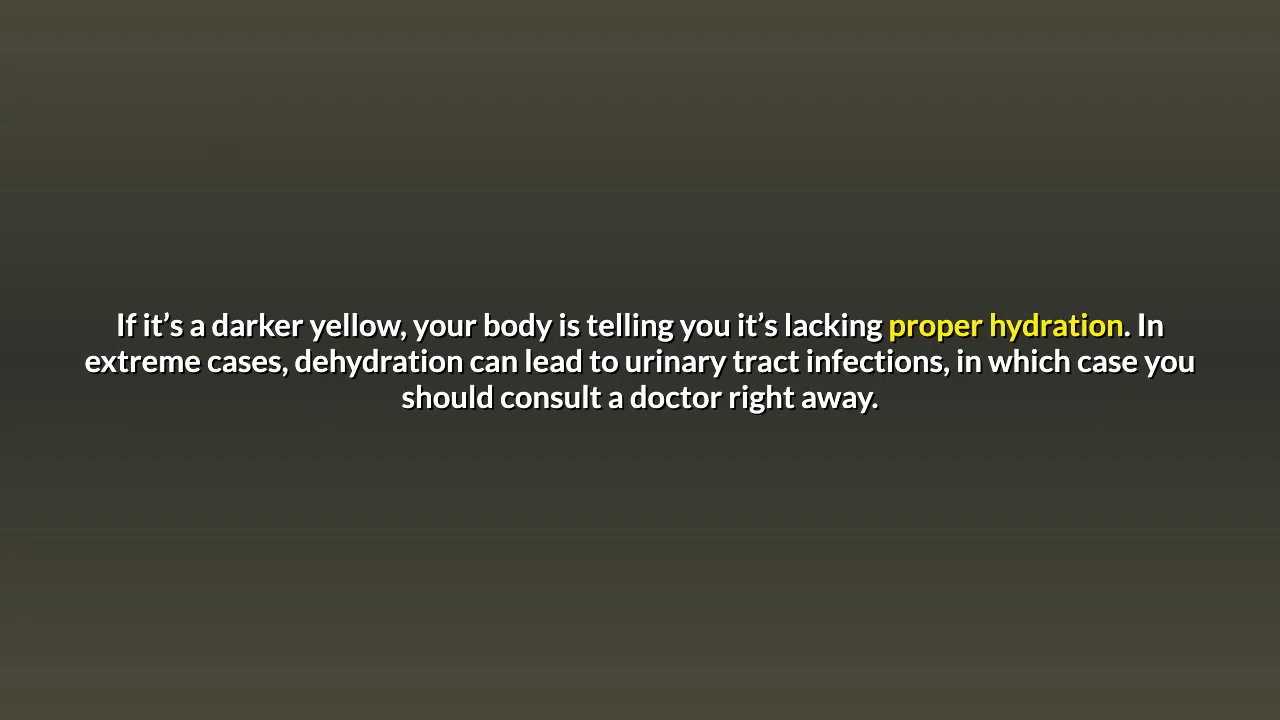 If it’s a darker yellow, your body is telling you it’s lacking proper hydration. In
extreme cases, dehydration can lead to urinary tract infections, in which case you
should consult a doctor right away.